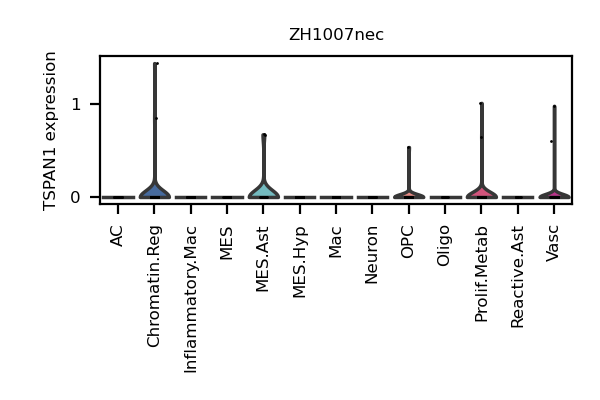 ZH1007nec
TSPAN1 expression
1
0
AC
Chromatin.Reg
Inflammatory.Mac
MES
MES.Ast
MES.Hyp
Mac
Neuron
OPC
Oligo
Prolif.Metab
Reactive.Ast
Vasc